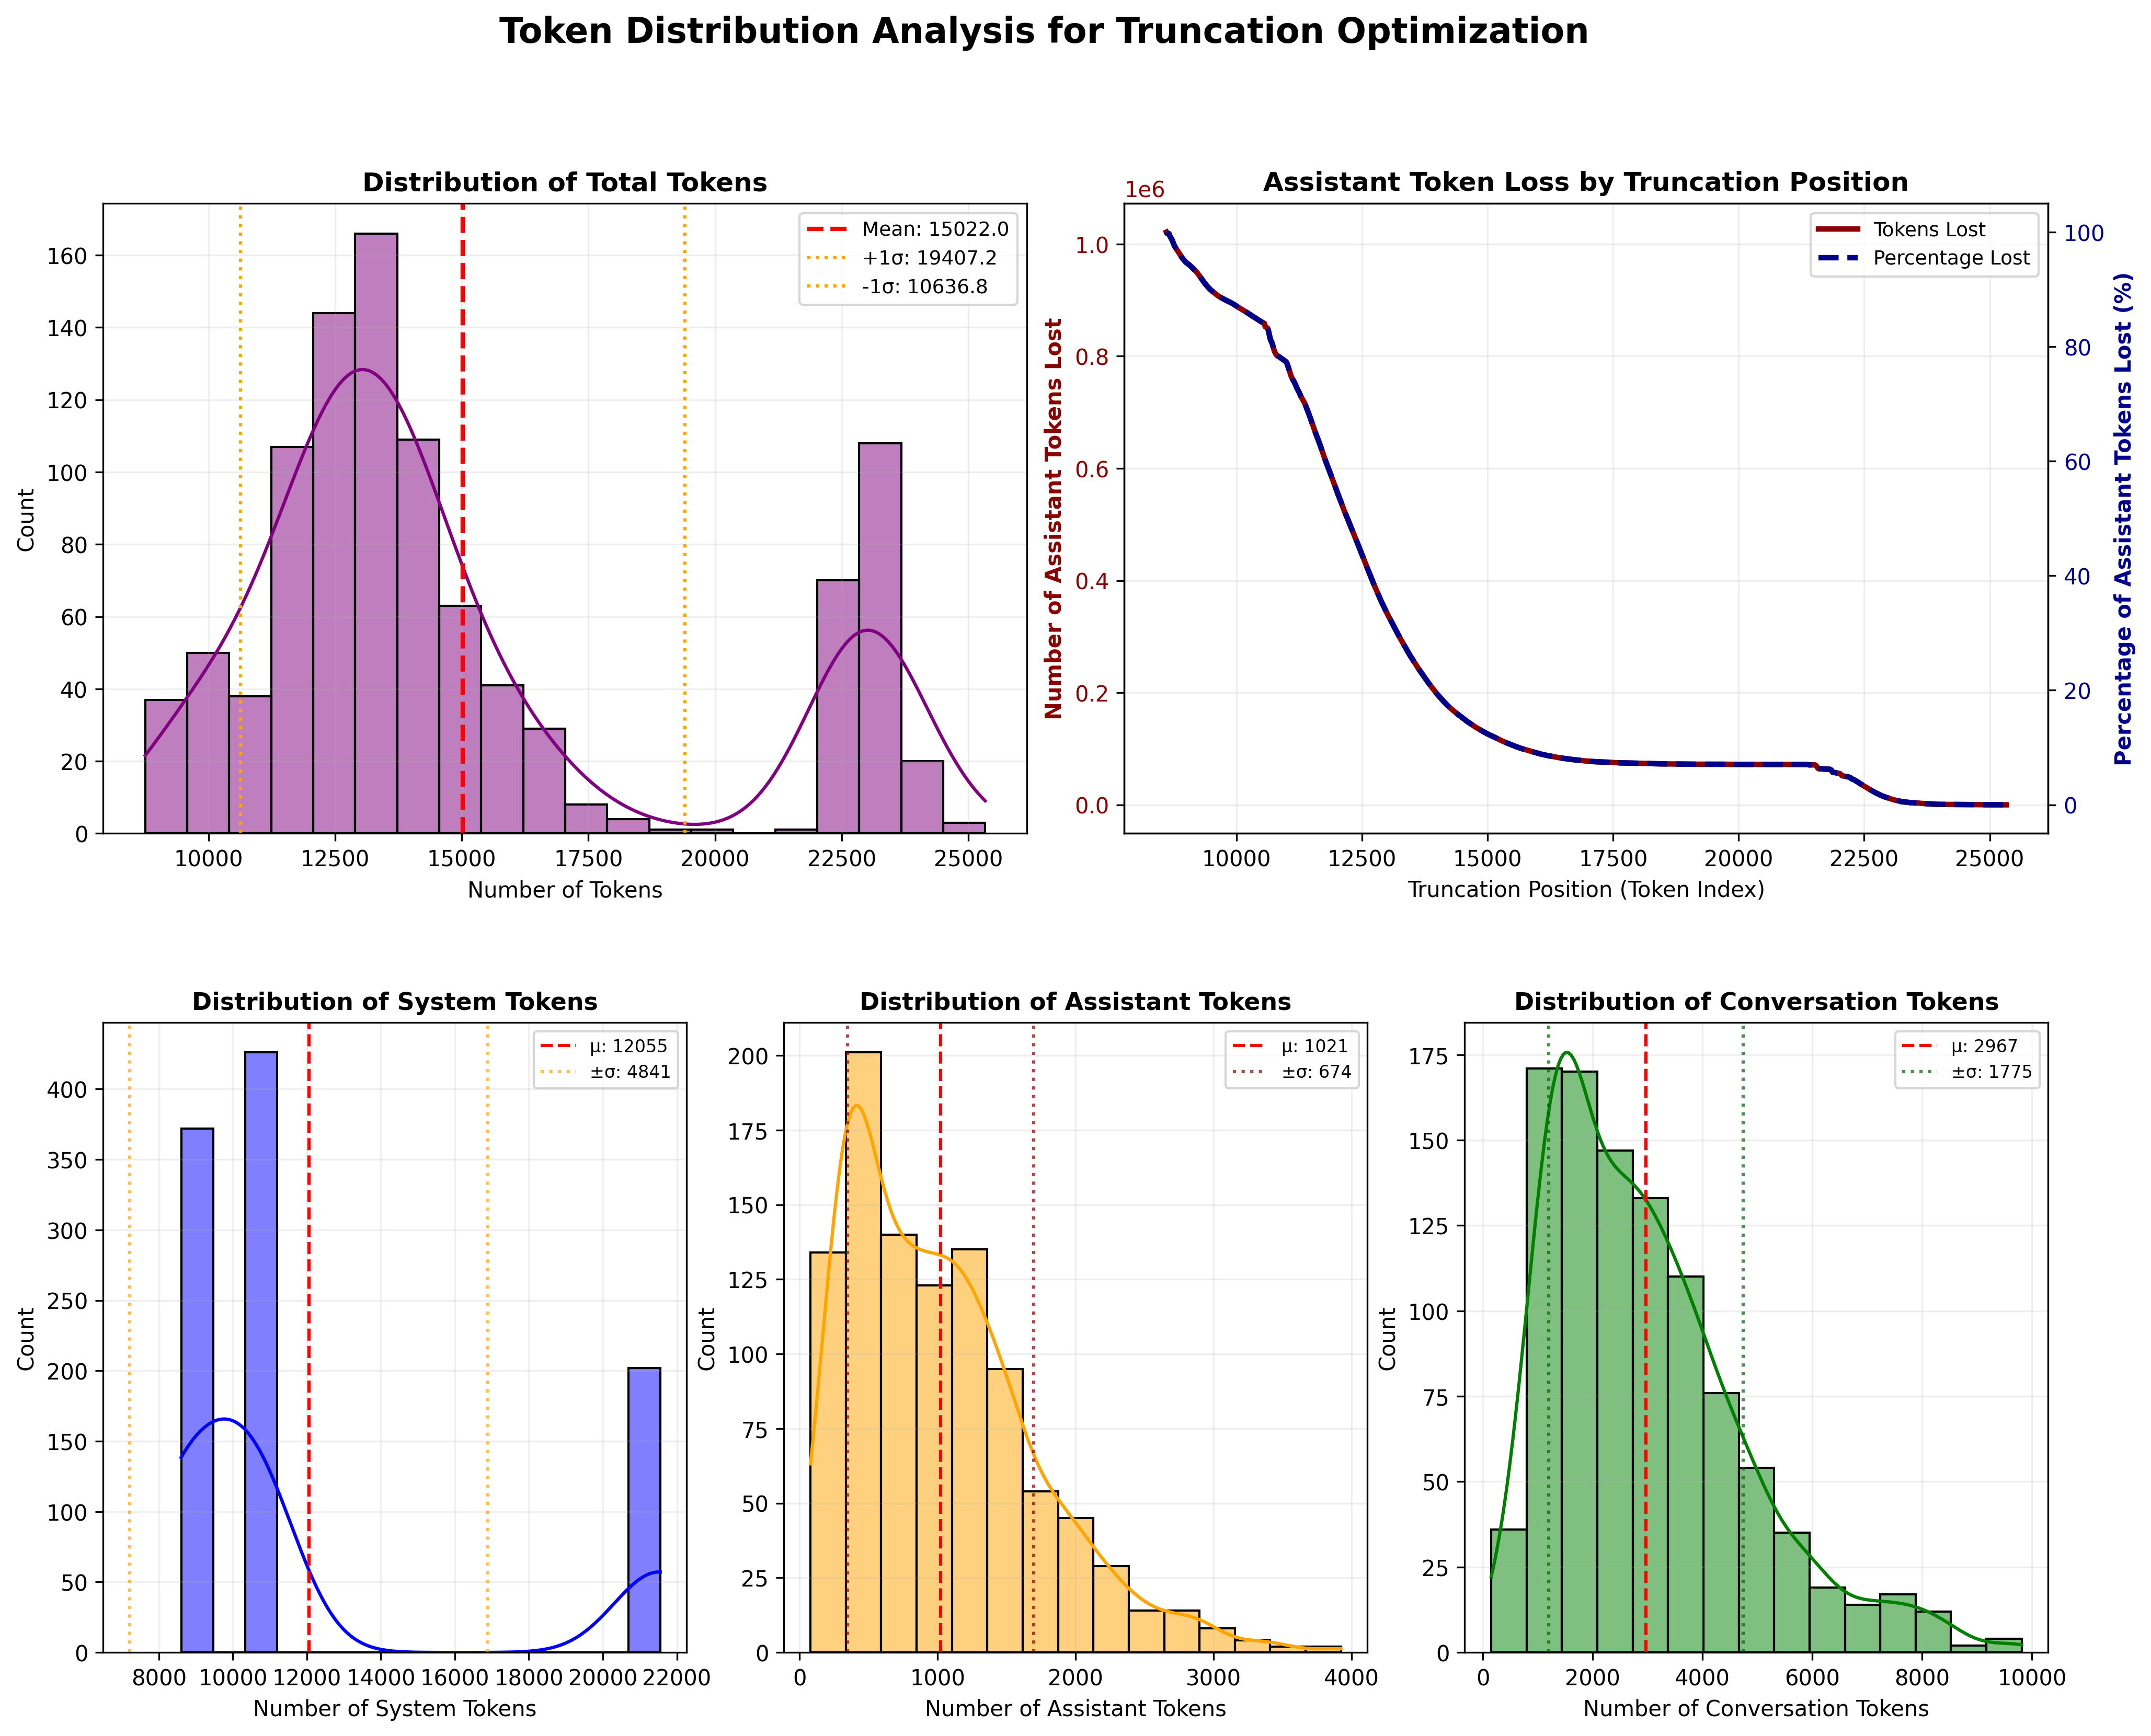 Token Distribution Analysis for Truncation Optimization
Distribution of Total Tokens
Count
0
20
40
60
80
100
120
140
160
Mean: 15022.0
+1σ: 19407.2
-1σ: 10636.8
10000 12500 15000 17500 20000 22500 25000
Number of Tokens
Assistant Token Loss by Truncation Position
1e6
Number of Assistant Tokens Lost
1.0
0.8
0.6
0.4
0.2
0.0
Tokens Lost
Percentage Lost
100
80
60
40
20
0
Percentage of Assistant Tokens Lost (%)
10000 12500 15000 17500 20000 22500 25000
Truncation Position (Token Index)
Distribution of System Tokens
Count
400
350
300
250
200
150
100
50
0
μ: 12055
±σ: 4841
8000 10000 12000 14000 16000 18000 20000 22000
Number of System Tokens
Distribution of Assistant Tokens
Count
200
175
150
125
100
75
50
25
0
μ: 1021
±σ: 674
0 1000 2000 3000 4000
Number of Assistant Tokens
Distribution of Conversation Tokens
Count
175
150
125
100
75
50
25
0
μ: 2967
±σ: 1775
0 2000 4000 6000 8000 10000
Number of Conversation Tokens